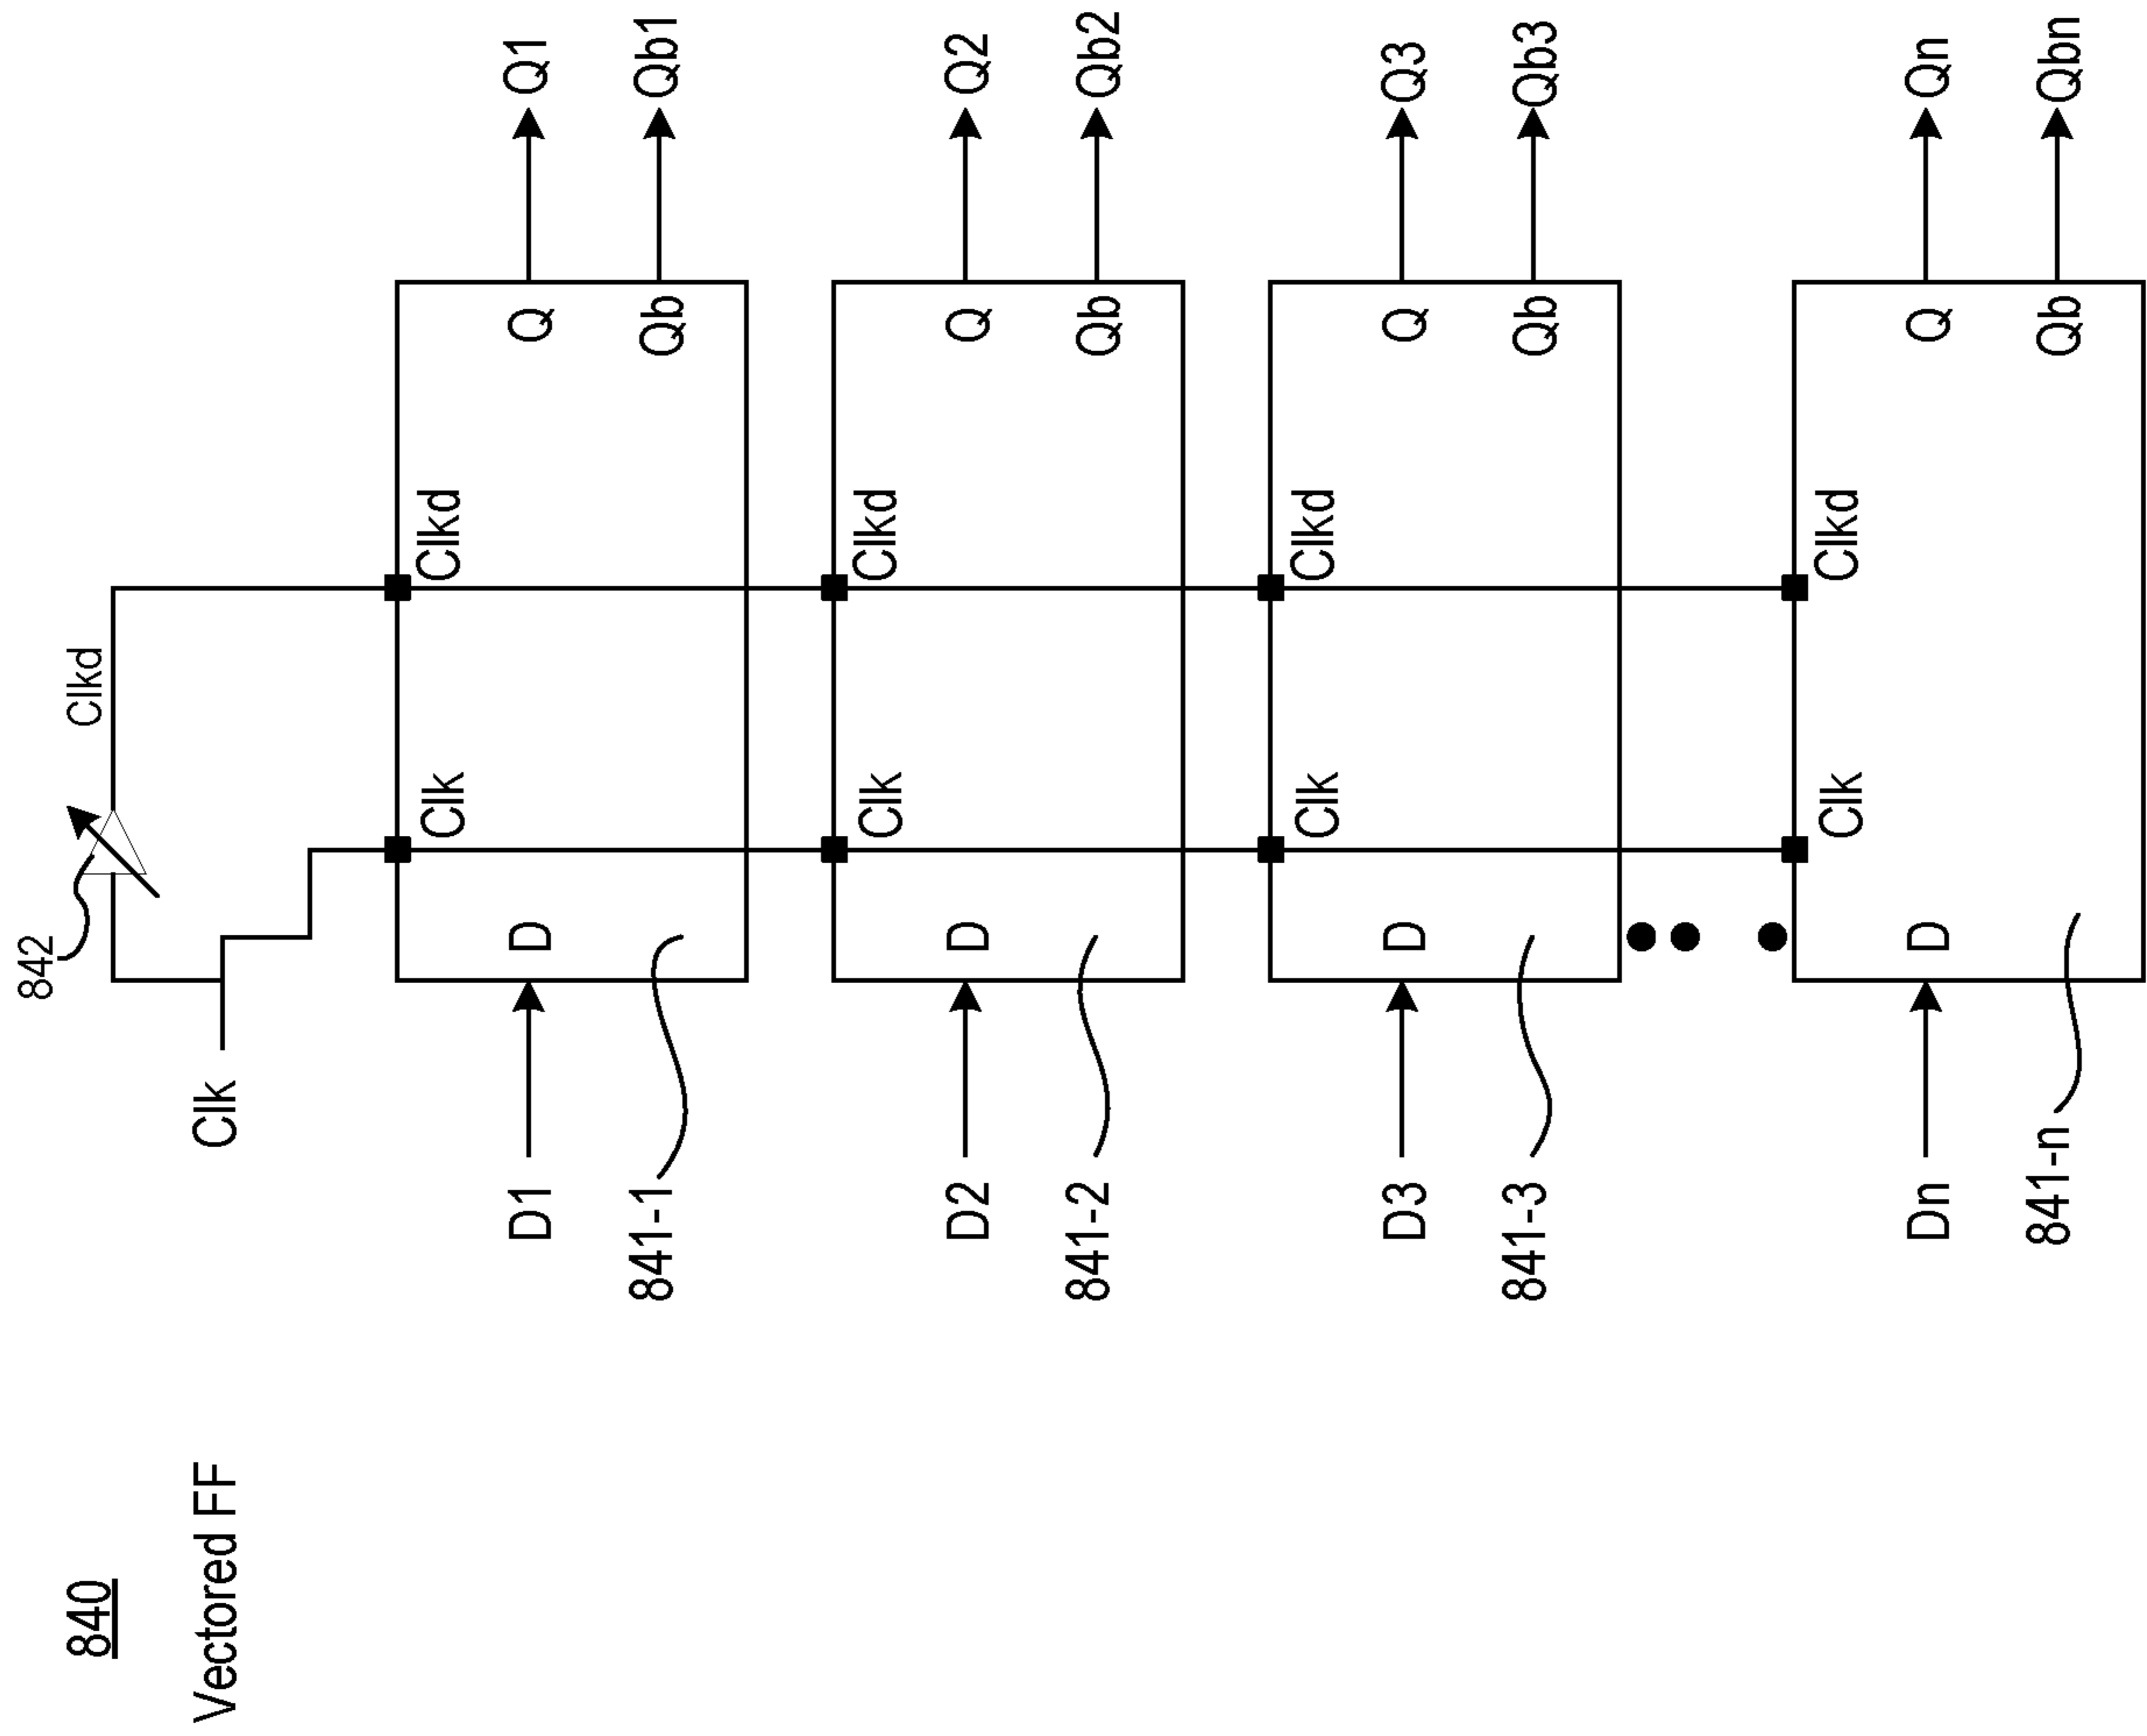 840
Vectored FF
842
Clkd
Clk
Clk
Clkd
D1
D
Q
Q1
841-1
Qb
Qb1
Clk
Clkd
D2
D
Q
Q2
841-2
Qb
Qb2
Clk
Clkd
D3
D
Q
Q3
841-3
Qb
Qb3
Clk
Clkd
Dn
D
Q
Qn
841-n
Qb
Qbn